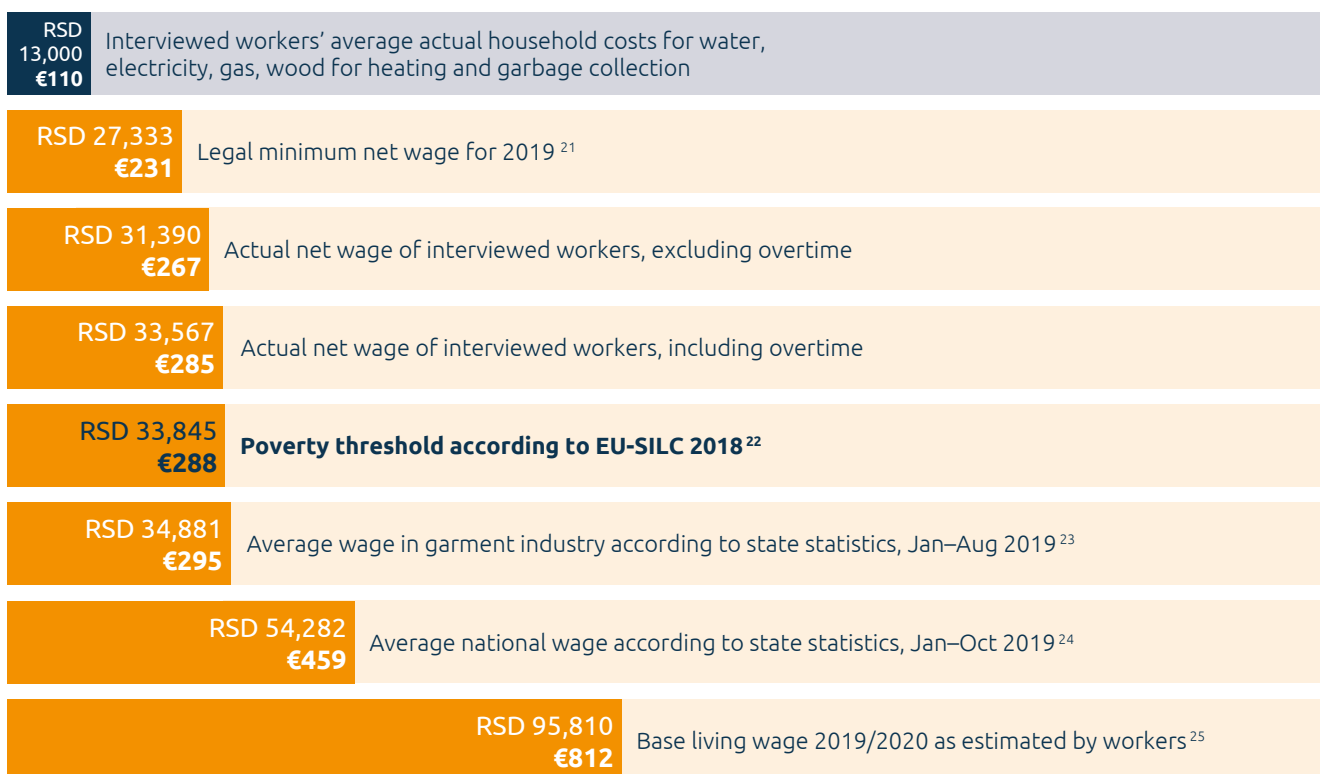 RSD
13,000
€110
Interviewed workers’ average actual household costs for water,
electricity, gas, wood for heating and garbage collection
RSD 27,333
€231
Legal minimum net wage for 2019 21
RSD 31,390
€267
Actual net wage of interviewed workers, excluding overtime
RSD 33,567
€285
Actual net wage of interviewed workers, including overtime
RSD 33,845
€288
Poverty threshold according to EU-SILC 2018 22
RSD 34,881
€295
Average wage in garment industry according to state statistics, Jan–Aug 2019 23
RSD 54,282
€459
Average national wage according to state statistics, Jan–Oct 2019 24
RSD 95,810
€812
Base living wage 2019/2020 as estimated by workers 25